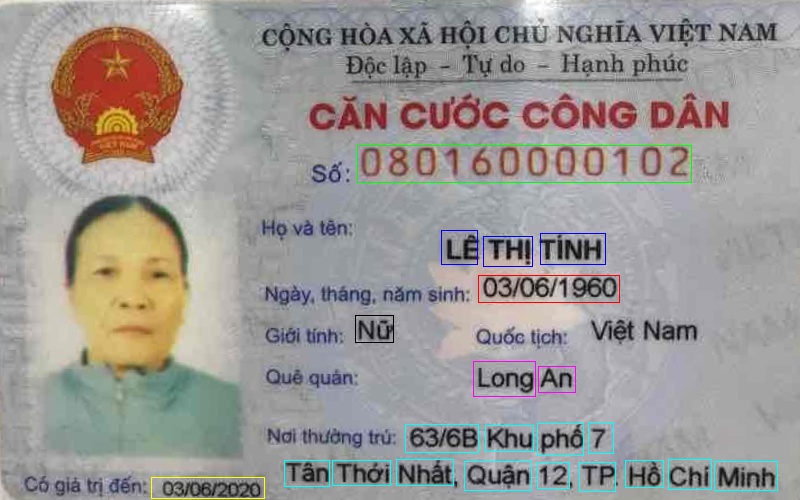 CỘNG HÒA XÃ HỘI CHỦ NGHĨA VIỆT NAM
Độc lập – Tự do – Hạnh phúc
CĂN CƯỚC CÔNG DÂN
Số: 080160000102
Họ và tên:
LÊ THỊ TÍNH
Ngày, tháng, năm sinh: 03/06/1960
Giới tính: Nữ Quốc tịch: Việt Nam
Quê quán: Long An
Nơi thường trú: 63/6B Khu phố 7
Tân Thới Nhất, Quận 12, TP. Hồ Chí Minh
Có giá trị đến: 03/06/2020